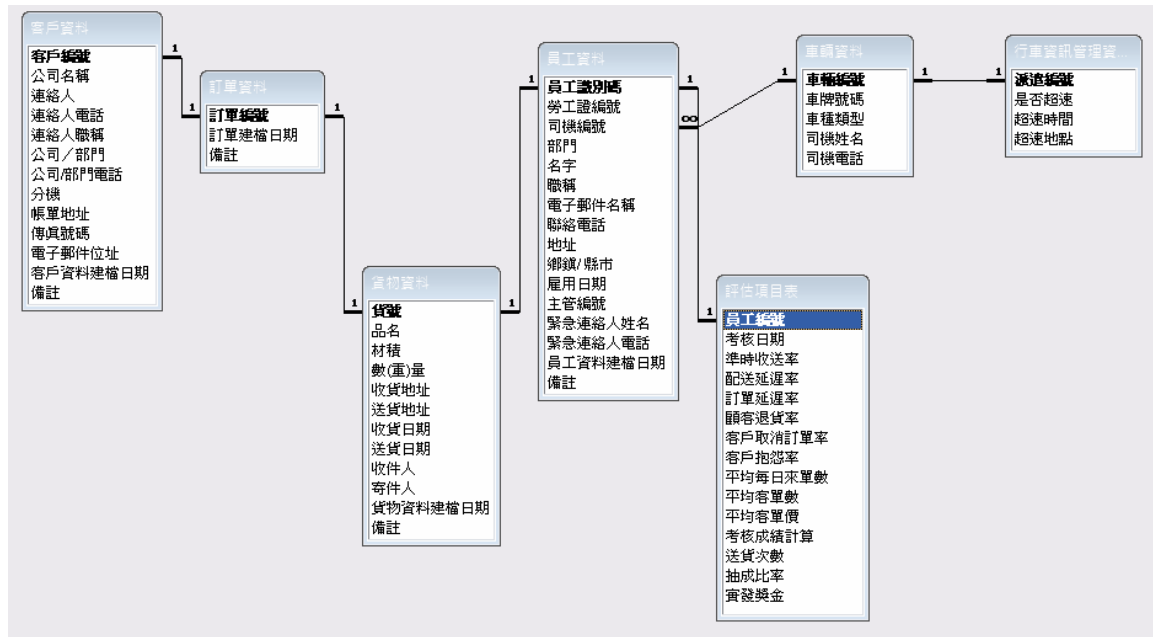 客戶資料
客戶編號
公司名稱
連絡人
連絡人電話
連絡人職稱
公司／部門
公司/部門電話
分機
帳單地址
傳真號碼
電子郵件位址
客戶資料建檔日期
備註
1
1
訂單資料
訂單編號
訂單建檔日期
備註
1
1
貨物資料
貨號
品名
材積
數(重)量
收貨地址
送貨地址
收貨日期
送貨日期
收件人
寄件人
貨物資料建檔日期
備註
1
1
員工資料
員工識別碼
勞工證編號
司機編號
部門
名字
職稱
電子郵件名稱
聯絡電話
地址
鄉鎮/縣市
雇用日期
主管編號
緊急連絡人姓名
緊急連絡人電話
員工資料建檔日期
備註
1
∞
1
車輛資料
車輛編號
車牌號碼
車種類型
司機姓名
司機電話
1
1
行車資訊管理資...
派遣編號
是否超速
超速時間
超速地點
1
評估項目表
員工編號
考核日期
準時收送率
配送延遲率
訂單延遲率
顧客退貨率
客戶取消訂單率
客戶抱怨率
平均每日來單數
平均客單數
平均客單價
考核成績計算
送貨次數
抽成比率
實發獎金